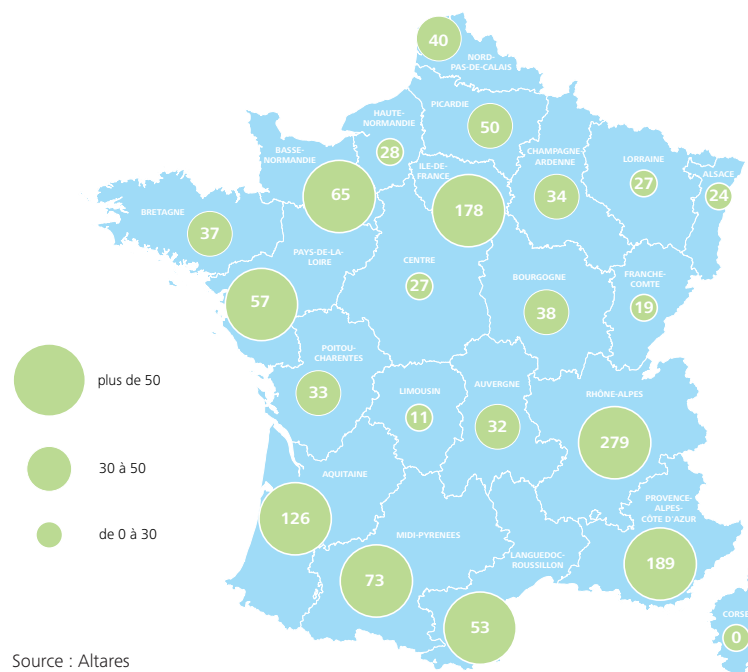 40
NORD-
PAS-DE-CALAIS
PICARDIE
50
HAUTE-
NORMANDIE
28
BASSE-
NORMANDIE
65
ILE-DE-
FRANCE
178
CHAMPAGNE-
ARDENNE
34
LORRAINE
27
ALSACE
24
BRETAGNE
37
PAYS-DE-LA-
LOIRE
57
CENTRE
27
BOURGOGNE
38
FRANCHE-
COMTE
19
POITOU-
CHARENTES
33
LIMOUSIN
11
AUVERGNE
32
RHÔNE-ALPES
279
AQUITAINE
126
MIDI-PYRENEES
73
LANGUEDOC-
ROUSSILLON
53
PROVENCE-
ALPES-
CÔTE D'AZUR
189
CORSE
0
plus de 50
30 à 50
de 0 à 30
Source : Altares